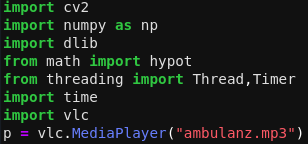 import cv2
import numpy as np
import dlib
from math import hypot
from threading import Thread,Timer
import time
import vlc
p = vlc.MediaPlayer("ambulanz.mp3")